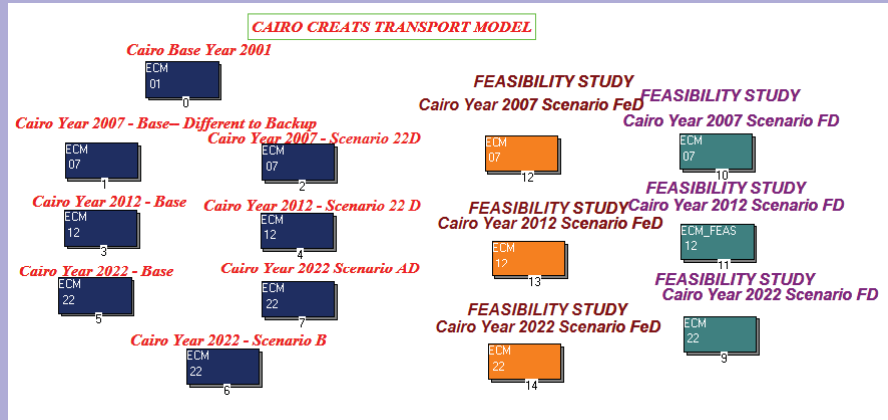 CAIRO CREATS TRANSPORT MODEL
Cairo Base Year 2001
ECM
01
0
Cairo Year 2007 - Base-- Different to Backup
ECM
07
1
Cairo Year 2007 - Scenario 22D
ECM
07
2
Cairo Year 2012 - Base
ECM
12
3
Cairo Year 2012 - Scenario 22 D
ECM
12
4
Cairo Year 2022 - Base
ECM
22
5
Cairo Year 2022 Scenario AD
ECM
22
7
Cairo Year 2022 - Scenario B
ECM
22
6
FEASIBILITY STUDY
Cairo Year 2007 Scenario FeD
ECM
07
12
FEASIBILITY STUDY
Cairo Year 2012 Scenario FeD
ECM
12
13
FEASIBILITY STUDY
Cairo Year 2022 Scenario FeD
ECM
22
14
FEASIBILITY STUDY
Cairo Year 2007 Scenario FD
ECM
07
10
FEASIBILITY STUDY
Cairo Year 2012 Scenario FD
ECM_FEAS
12
11
FEASIBILITY STUDY
Cairo Year 2022 Scenario FD
ECM
22
9